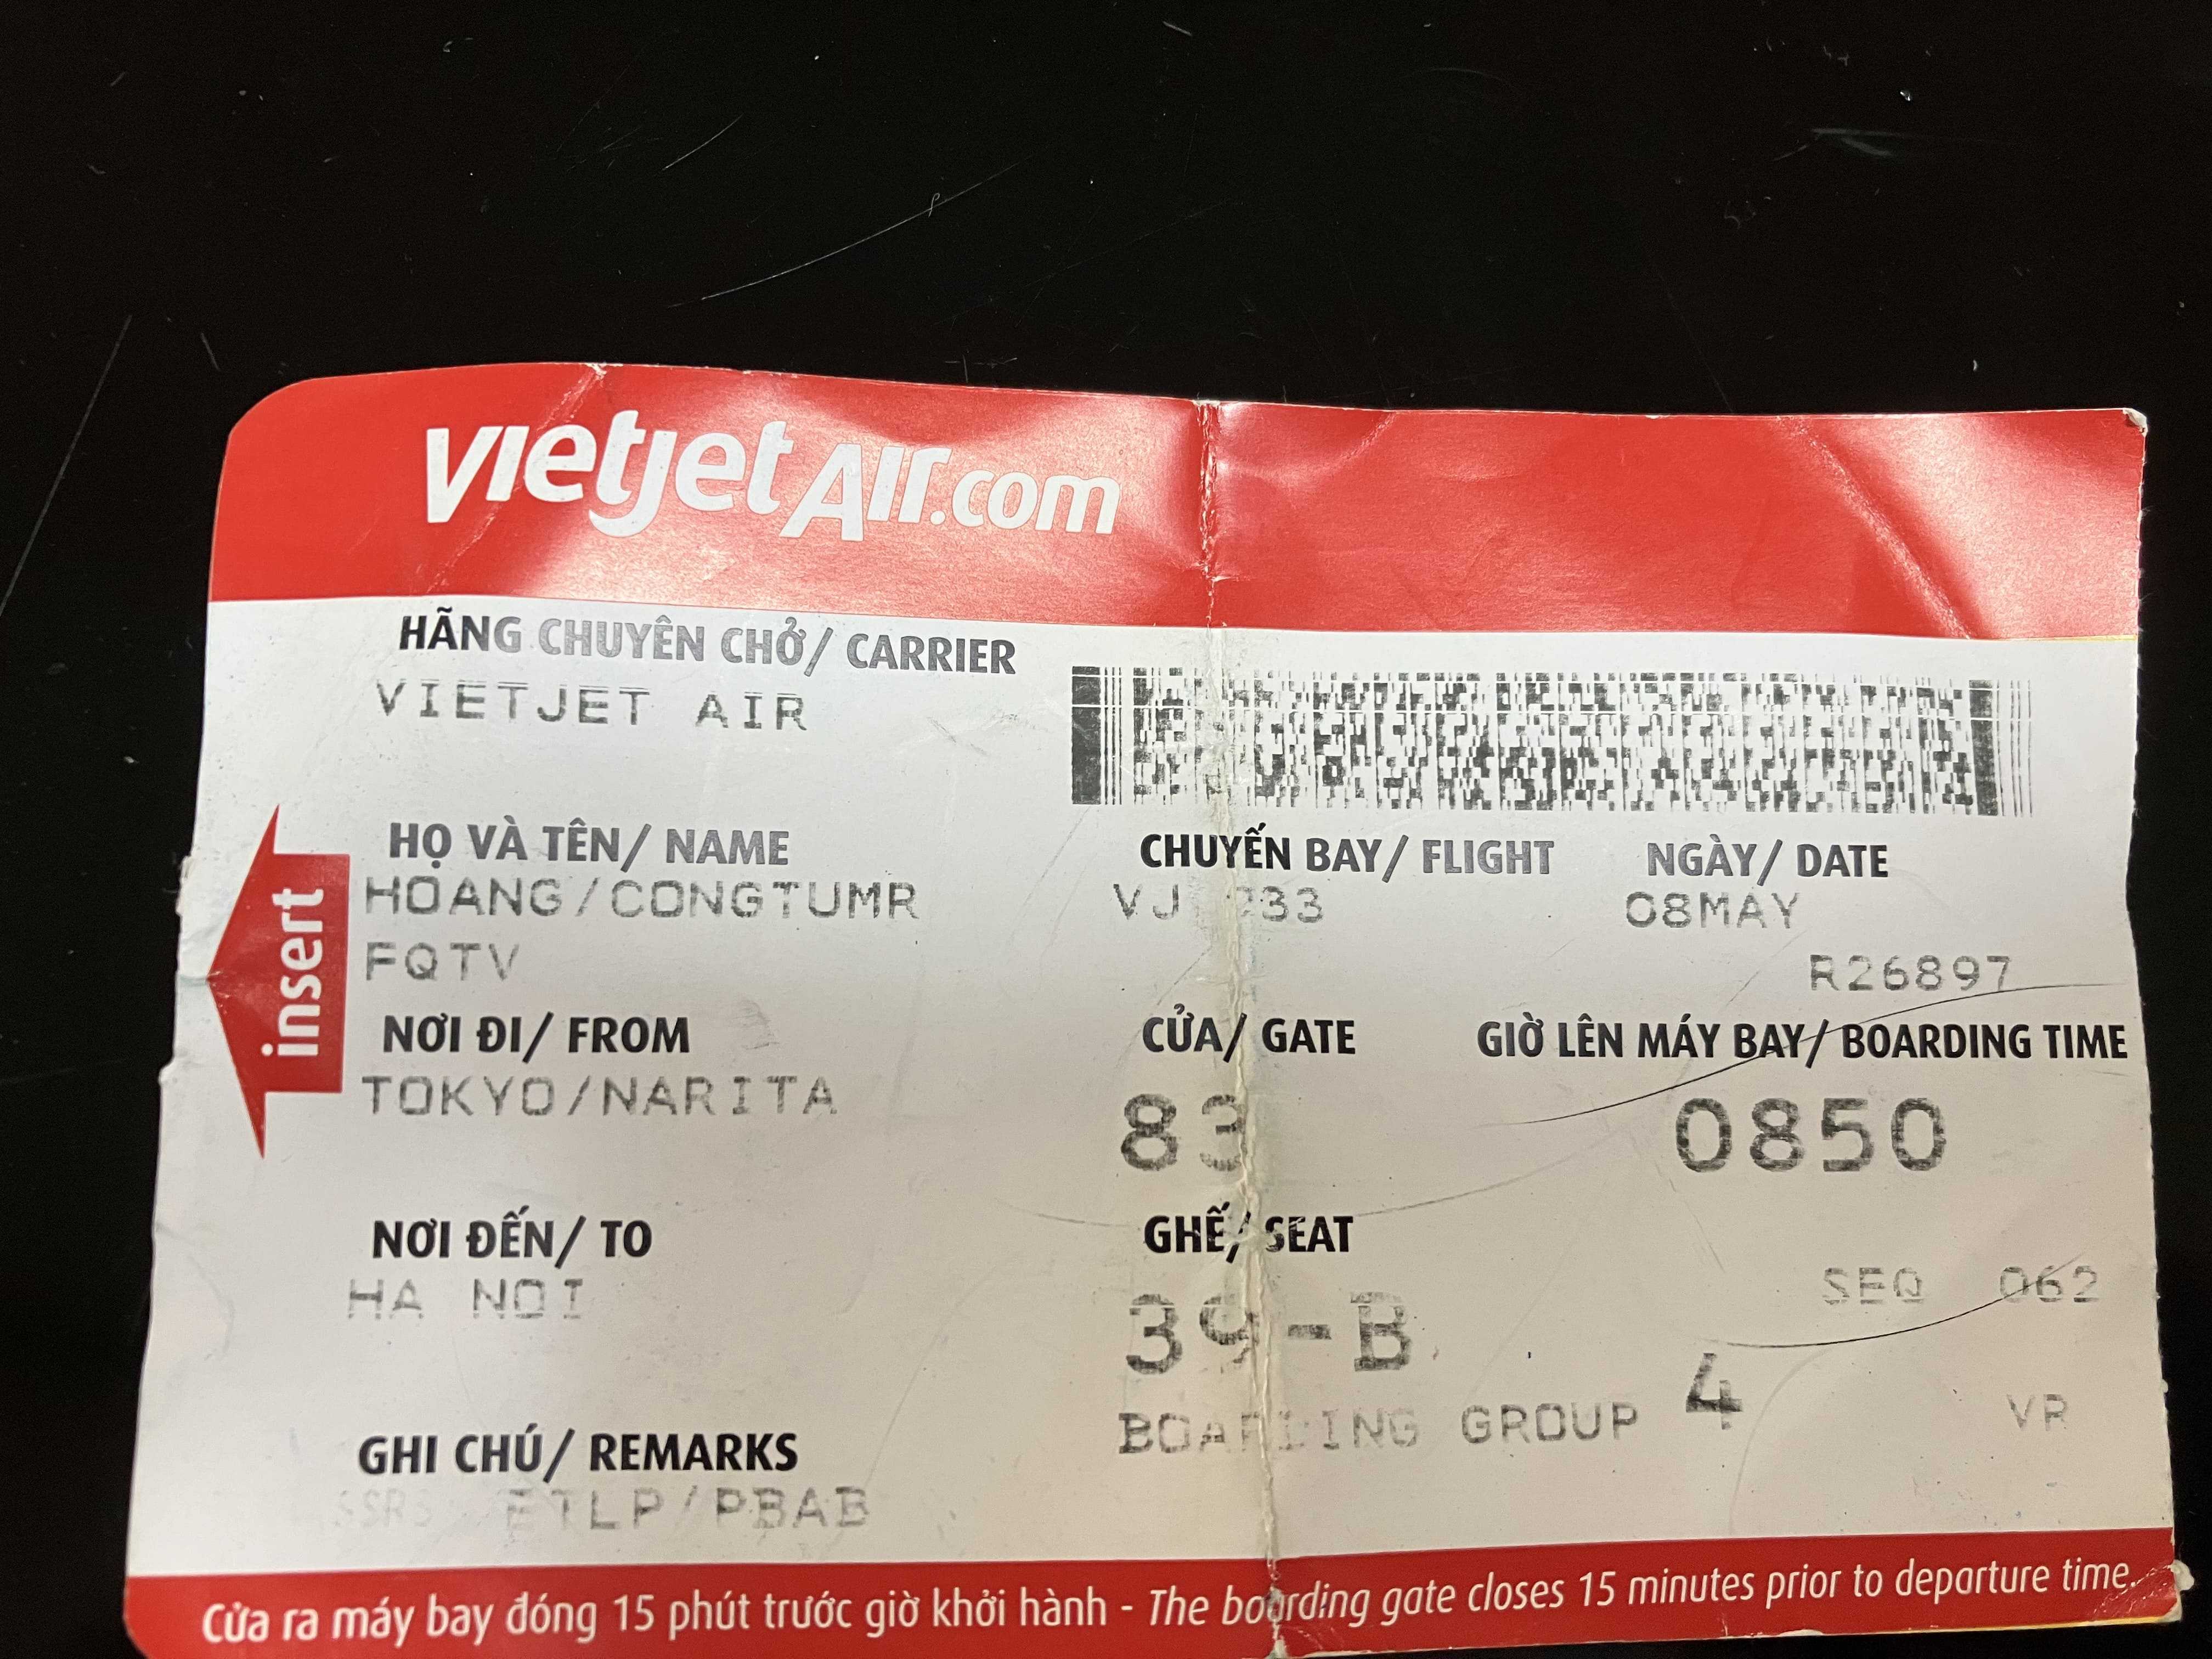 vietjetAir.com
HÃNG CHUYÊN CHỞ/ CARRIER
VIETJET AIR
HỌ VÀ TÊN/ NAME
HOANG/CONGTUMR
FQTV
CHUYẾN BAY/ FLIGHT
VJ
NGÀY/ DATE
08MAY
R26897
insert
NƠI ĐI/ FROM
TOKYO/NARITA
CỬA/ GATE
83
GIỜ LÊN MÁY BAY/ BOARDING TIME
0850
NƠI ĐẾN/ TO
HA NOI
GHẾ/ SEAT
39-B
SEQ 062
BOARDING GROUP 4
VR
GHI CHÚ/ REMARKS
Cửa ra máy bay đóng 15 phút trước giờ khởi hành - The boarding gate closes 15 minutes prior to departure time.